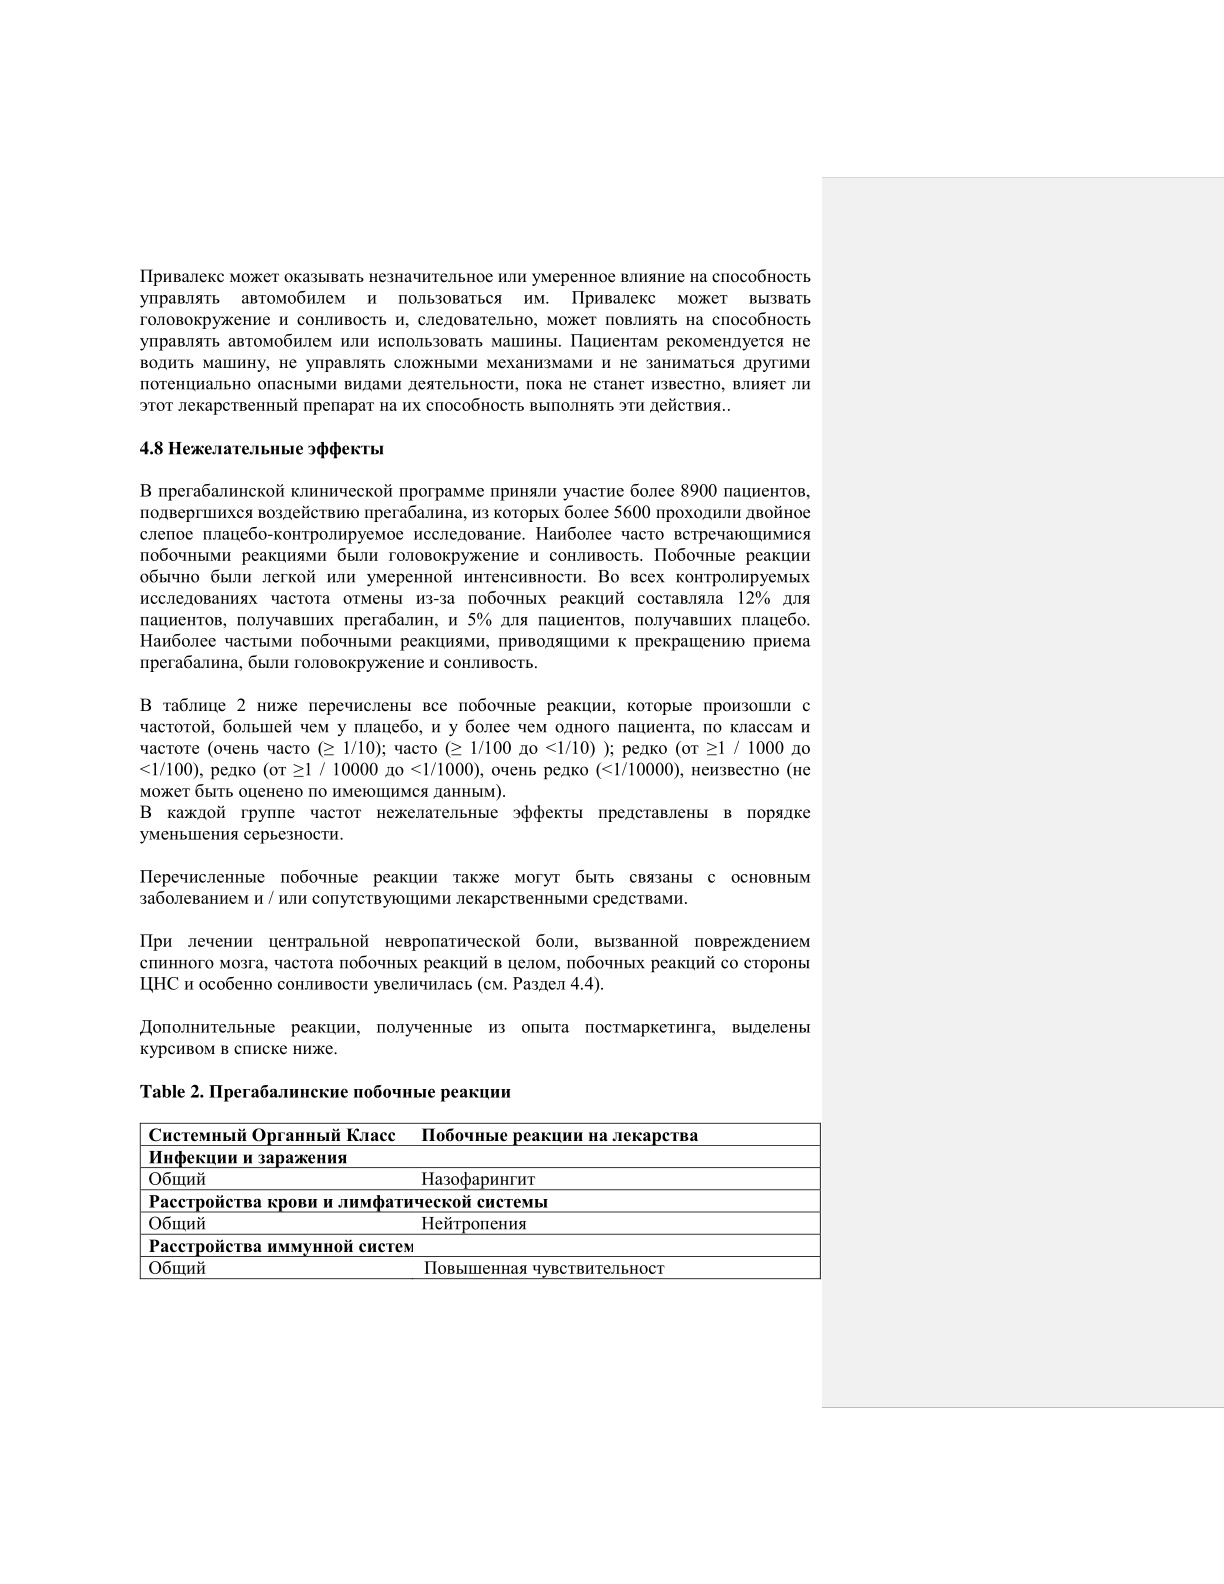 Привалекс может оказывать незначительное или умеренное влияние на способность
управлять автомобилем и пользоваться им. Привалекс может вызвать
головокружение и сонливость и, следовательно, может повлиять на способность
управлять автомобилем или использовать машины. Пациентам рекомендуется не
водить машину, не управлять сложными механизмами и не заниматься другими
потенциально опасными видами деятельности, пока не станет известно, влияет ли
этот лекарственный препарат на их способность выполнять эти действия..
4.8 Нежелательные эффекты
В прегабалинской клинической программе приняли участие более 8900 пациентов,
подвергшихся воздействию прегабалина, из которых более 5600 проходили двойное
слепое плацебо-контролируемое исследование. Наиболее часто встречающимися
побочными реакциями были головокружение и сонливость. Побочные реакции
обычно были легкой или умеренной интенсивности. Во всех контролируемых
исследованиях частота отмены из-за побочных реакций составляла 12% для
пациентов, получавших прегабалин, и 5% для пациентов, получавших плацебо.
Наиболее частыми побочными реакциями, приводящими к прекращению приема
прегабалина, были головокружение и сонливость.
В таблице 2 ниже перечислены все побочные реакции, которые произошли с
частотой, большей чем у плацебо, и у более чем одного пациента, по классам и
частоте (очень часто (≥ 1/10); часто (≥ 1/100 до <1/10) ); редко (от ≥1 / 1000 до
<1/100), редко (от ≥1 / 10000 до <1/1000), очень редко (<1/10000), неизвестно (не
может быть оценено по имеющимся данным).
В каждой группе частот нежелательные эффекты представлены в порядке
уменьшения серьезности.
Перечисленные побочные реакции также могут быть связаны с основным
заболеванием и / или сопутствующими лекарственными средствами.
При лечении центральной невропатической боли, вызванной повреждением
спинного мозга, частота побочных реакций в целом, побочных реакций со стороны
ЦНС и особенно сонливости увеличилась (см. Раздел 4.4).
Дополнительные реакции, полученные из опыта постмаркетинга, выделены
курсивом в списке ниже.
Table 2. Прегабалинские побочные реакции
Системный Органный Класс Побочные реакции на лекарства
Инфекции и заражения
Общий Назофарингит
Расстройства крови и лимфатической системы
Общий Нейтропения
Расстройства иммунной систем
Общий Повышенная чувствительност